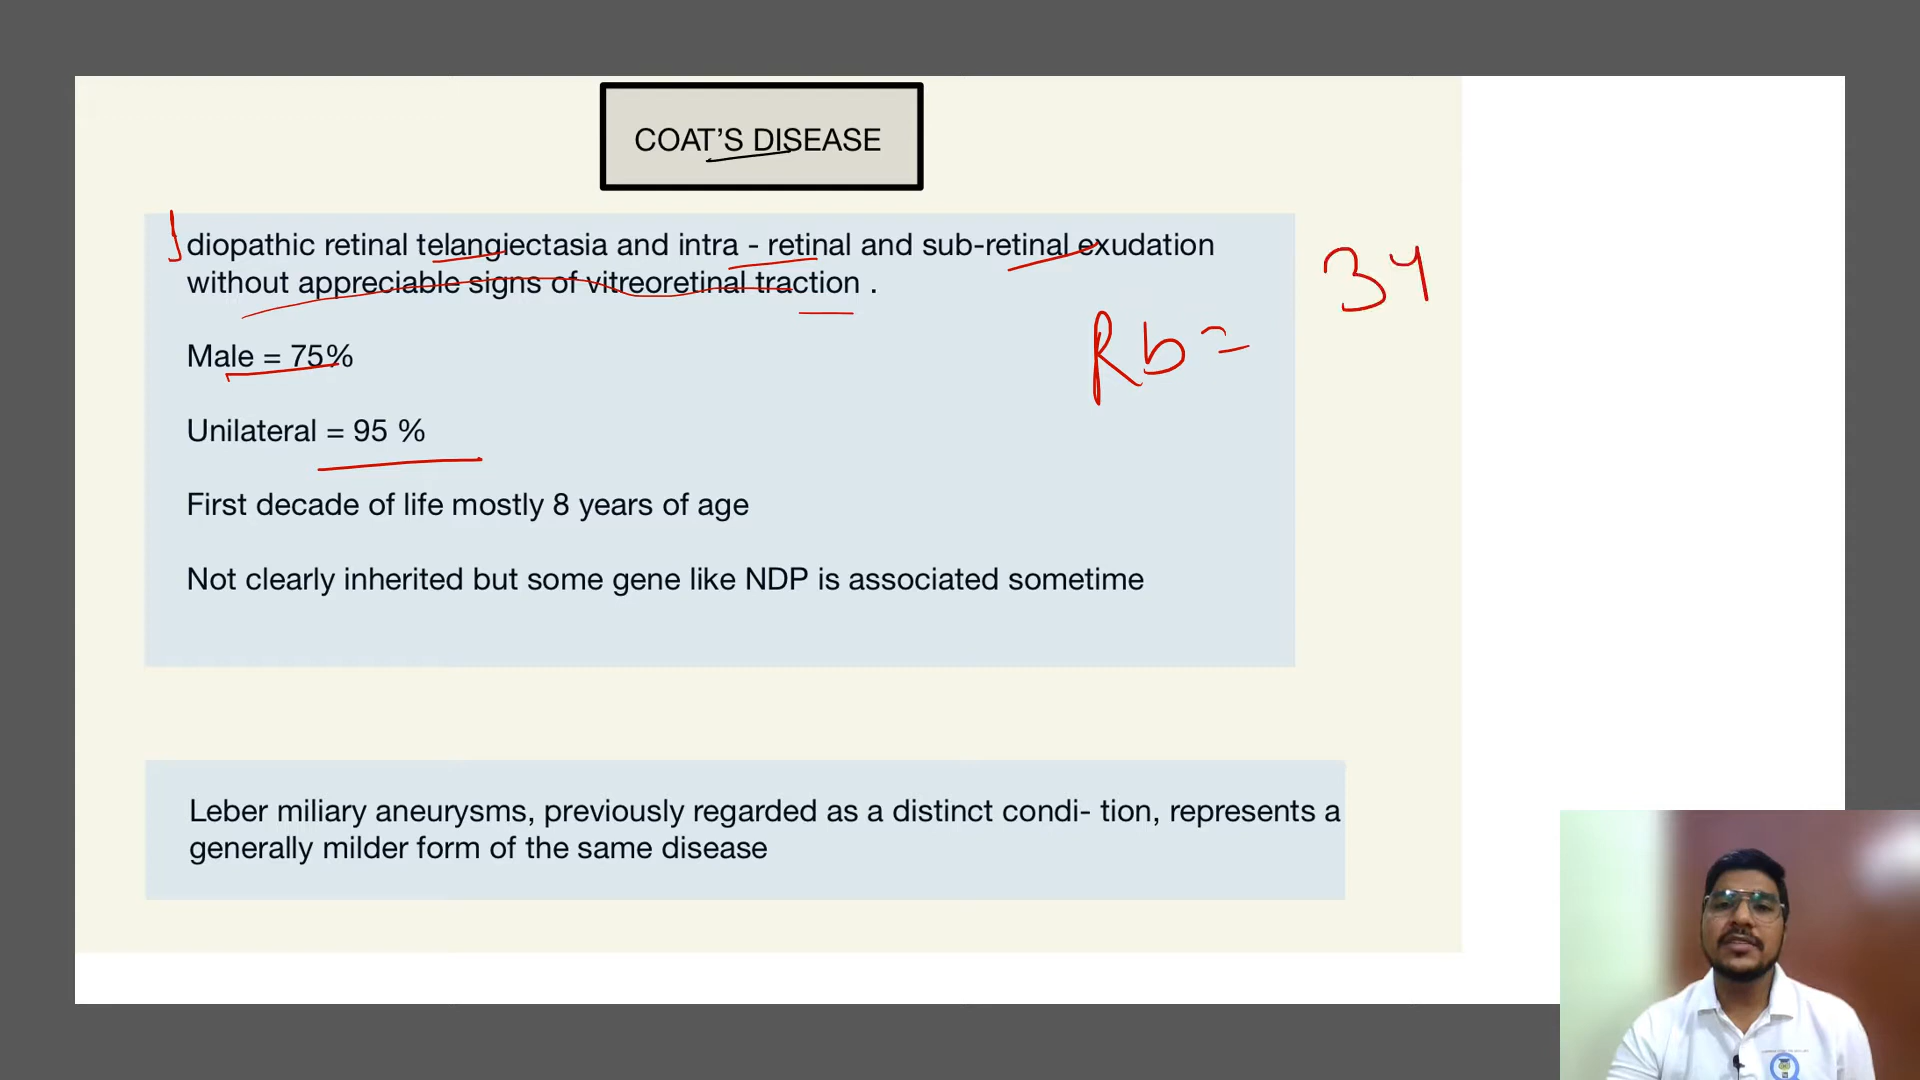 COAT'S DISEASE
Idiopathic retinal telangiectasia and intra - retinal and sub-retinal exudation
without appreciable signs of vitreoretinal traction .
34
Rb=
Male = 75%
Unilateral = 95 %
First decade of life mostly 8 years of age
Not clearly inherited but some gene like NDP is associated sometime
Leber miliary aneurysms, previously regarded as a distinct condi- tion, represents a
generally milder form of the same disease